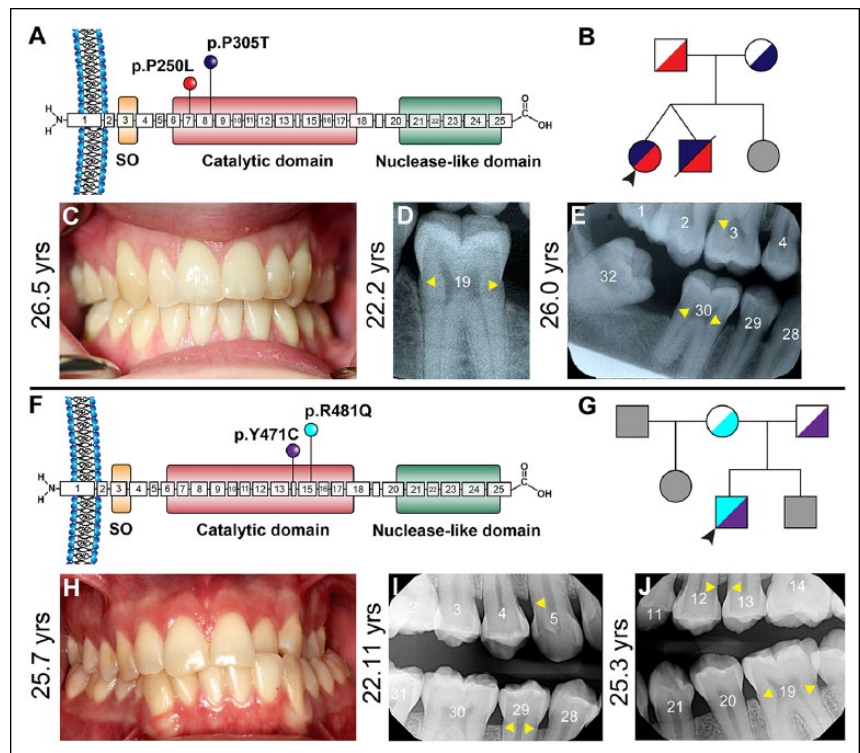 A
p.P305T
p.P250L
H
H
N
1 2 3 4 5 6 7 8 9 10 11 12 13 15 16 17 18 20 21 22 23 24 25
O
C
OH
SO
Catalytic domain
Nuclease-like domain
B
C
26.5 yrs
D
22.2 yrs
19
E
26.0 yrs
1
2
3
4
32
30
29
28
F
p.R481Q
p.Y471C
H
H
N
1 2 3 4 5 6 7 8 9 10 11 12 13 15 16 17 18 20 21 22 23 24 25
O
C
OH
SO
Catalytic domain
Nuclease-like domain
G
H
25.7 yrs
I
22.11 yrs
2
3
4
5
31
30
29
28
J
25.3 yrs
11
12
13
14
21
20
19